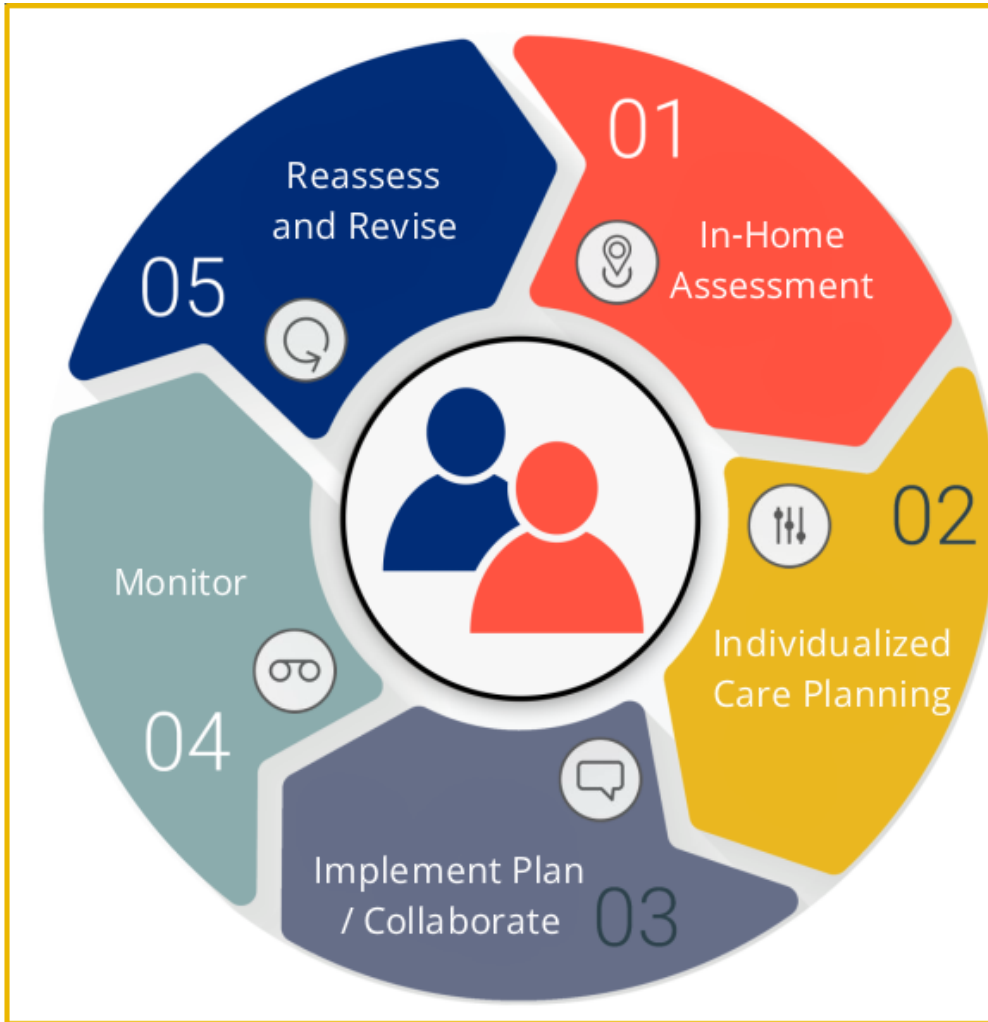 01
In-Home
Assessment
02
Individualized
Care Planning
Implement Plan
/ Collaborate
03
Monitor
04
Reassess
and Revise
05